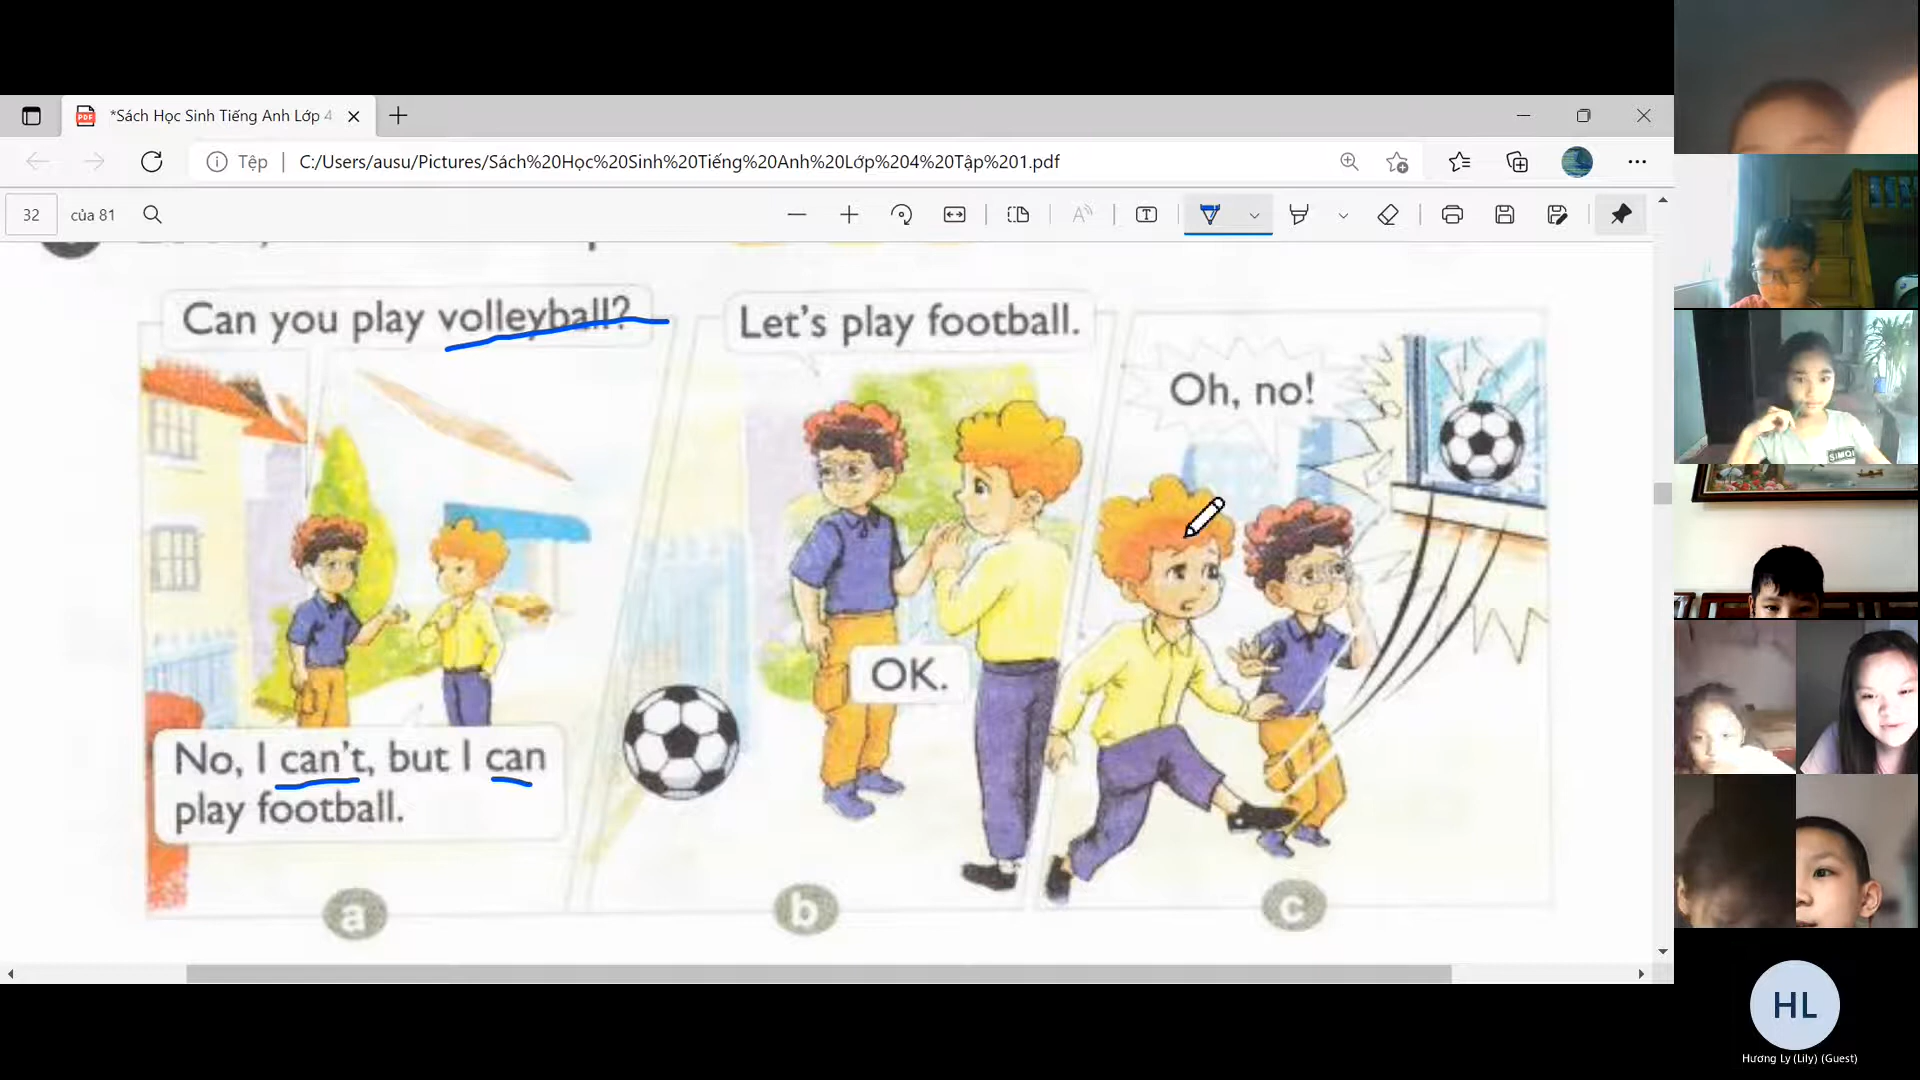 *Sách Học Sinh Tiếng Anh Lớp 4
Tệp
C:/Users/ausu/Pictures/Sách%20Học%20Sinh%20Tiếng%20Anh%20Lớp%204%20Tập%201.pdf
32
của 81
Can you play volleyball?
Let's play football.
Oh, no!
OK.
No, I can't, but I can
play football.
a
b
c
HL
Hương Ly (Lily) (Guest)